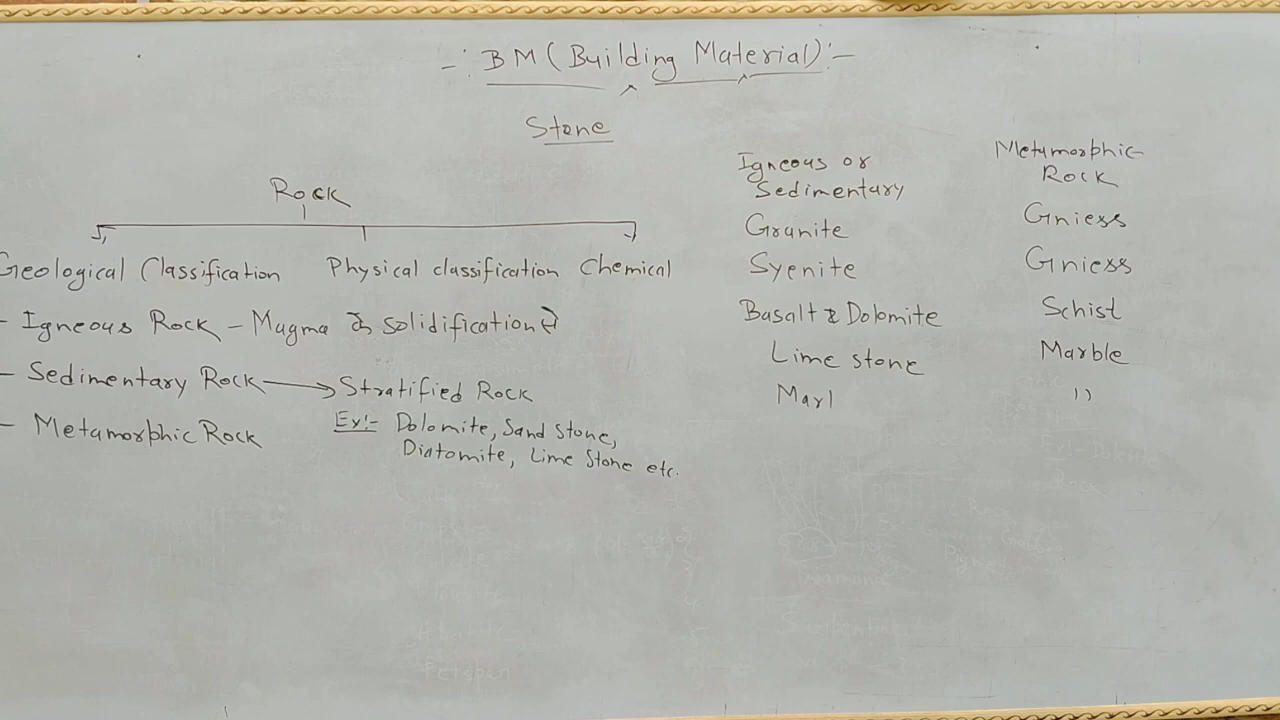 -: BM (Building Material) :-
Stone
Rock
Geological Classification Physical classification Chemical
- Igneous Rock - Magma के solidification से
- Sedimentary Rock → Stratified Rock
Ex:- Dolomite, Sand Stone,
Diatomite, Lime Stone etc.
- Metamorphic Rock
Igneous or
Sedimentary
Metamorphic
Rock
Granite Gniess
Syenite Gniess
Basalt & Dolomite Schist
Lime stone Marble
Marl ))